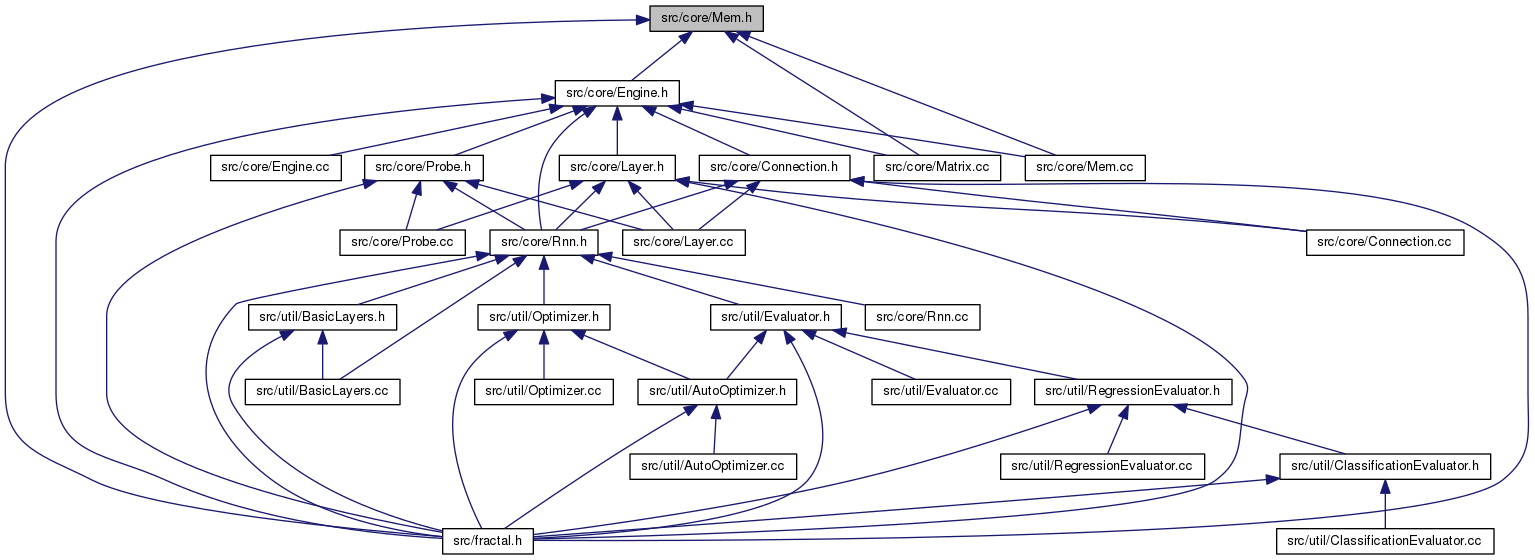 src/core/Mem.h
src/core/Engine.h
src/core/Engine.cc
src/core/Probe.h
src/core/Layer.h
src/core/Connection.h
src/core/Matrix.cc
src/core/Mem.cc
src/core/Probe.cc
src/core/Rnn.h
src/core/Layer.cc
src/core/Connection.cc
src/util/BasicLayers.h
src/util/Optimizer.h
src/util/Evaluator.h
src/core/Rnn.cc
src/util/BasicLayers.cc
src/util/Optimizer.cc
src/util/AutoOptimizer.h
src/util/Evaluator.cc
src/util/RegressionEvaluator.h
src/util/AutoOptimizer.cc
src/util/RegressionEvaluator.cc
src/util/ClassificationEvaluator.h
src/fractal.h
src/util/ClassificationEvaluator.cc